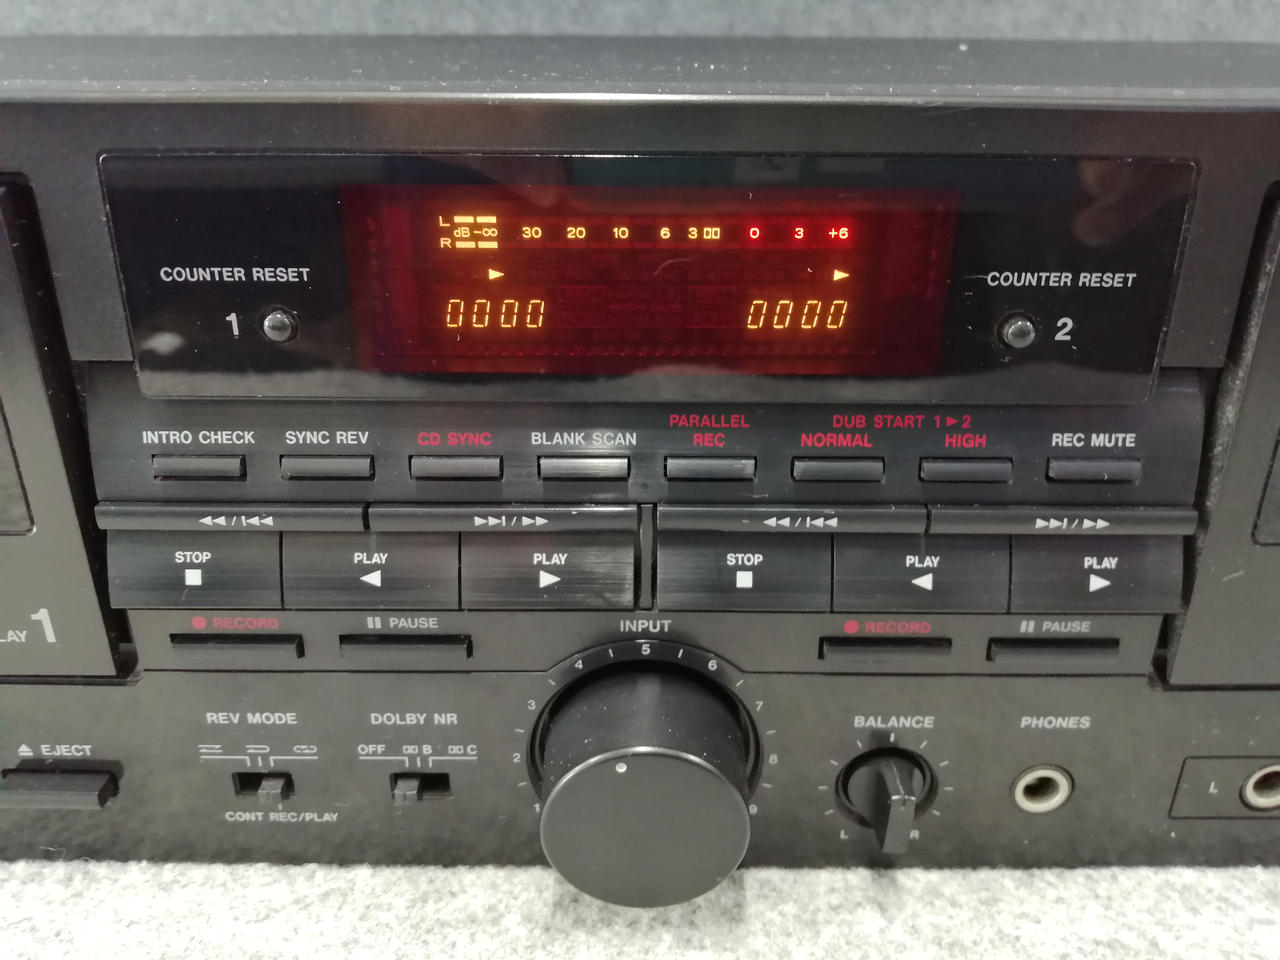 L
dB -∞ 30 20 10 6 3 0 3 +6
R
COUNTER RESET
1
0000 0000
COUNTER RESET
2
INTRO CHECK SYNC REV CD SYNC BLANK SCAN PARALLEL REC DUB START 1►2 NORMAL HIGH REC MUTE
◄◄/I◄◄ ►►I/►► ◄◄/I◄◄ ►►I/►►
STOP PLAY PLAY STOP PLAY PLAY
LAY 1
● RECORD II PAUSE INPUT ● RECORD II PAUSE
1 2 3 4 5 6 7 8 9
REV MODE DOLBY NR BALANCE PHONES
▲ EJECT OFF B C
L R L
CONT REC/PLAY